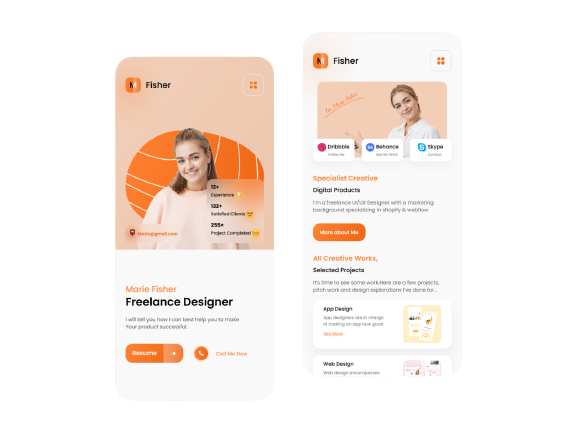 M Fisher
12+
Experience
132+
Satisfied Clients
255+
Project Completed
Marie Fisher
Freelance Designer
I will tell you how I can best help you to make
Your product successful.
Resume
Call Me Now
M Fisher
Dribbble
Follow Me
Behance
See My Work
Skype
Contact
Specialist Creative
Digital Products
I'm a freelance UI/UX Designer with a marketing
background specializing in shopify & webflow
More about Me
All Creative Works,
Selected Projects
It's time to see some work.Here are a few projects,
pitch work and design explorations I've done for...
App Design
App designers are in charge
of making an app look good
See More
Web Design
Web design encompasses